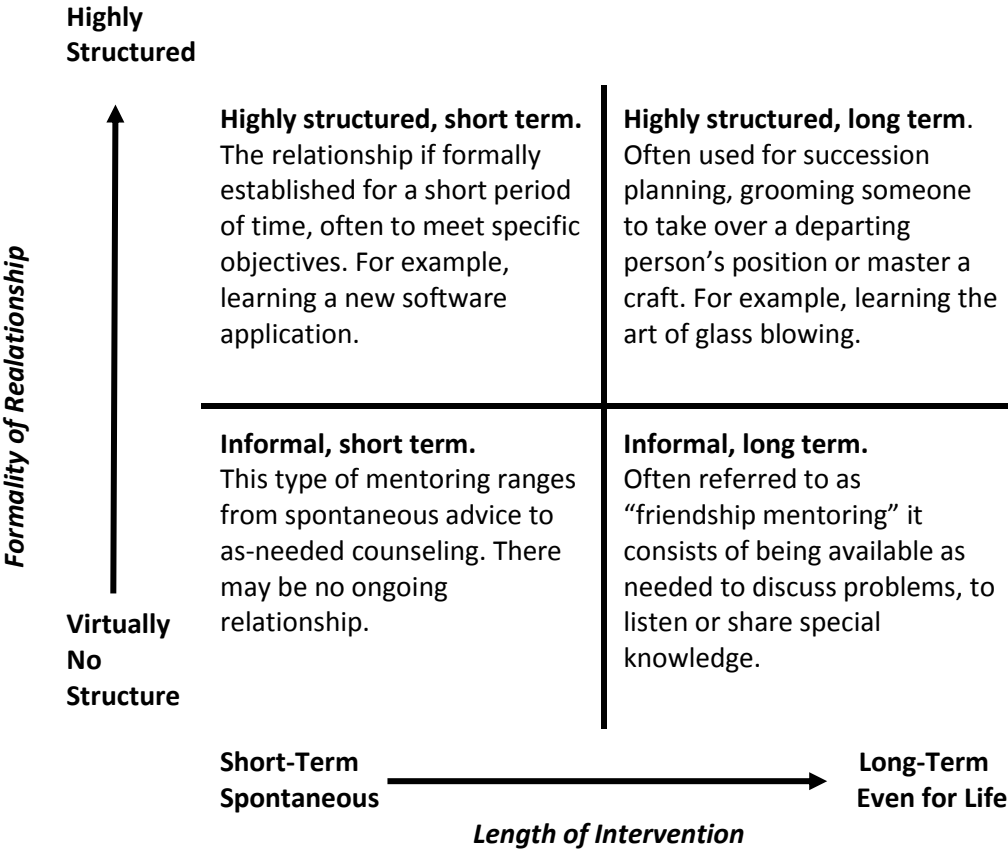 Highly
Structured
Formality of Realationship
Highly structured, short term.
The relationship if formally
established for a short period
of time, often to meet specific
objectives. For example,
learning a new software
application.
Highly structured, long term.
Often used for succession
planning, grooming someone
to take over a departing
person’s position or master a
craft. For example, learning the
art of glass blowing.
Informal, short term.
This type of mentoring ranges
from spontaneous advice to
as-needed counseling. There
may be no ongoing
relationship.
Informal, long term.
Often referred to as
“friendship mentoring” it
consists of being available as
needed to discuss problems, to
listen or share special
knowledge.
Virtually
No
Structure
Short-Term
Spontaneous
Long-Term
Even for Life
Length of Intervention